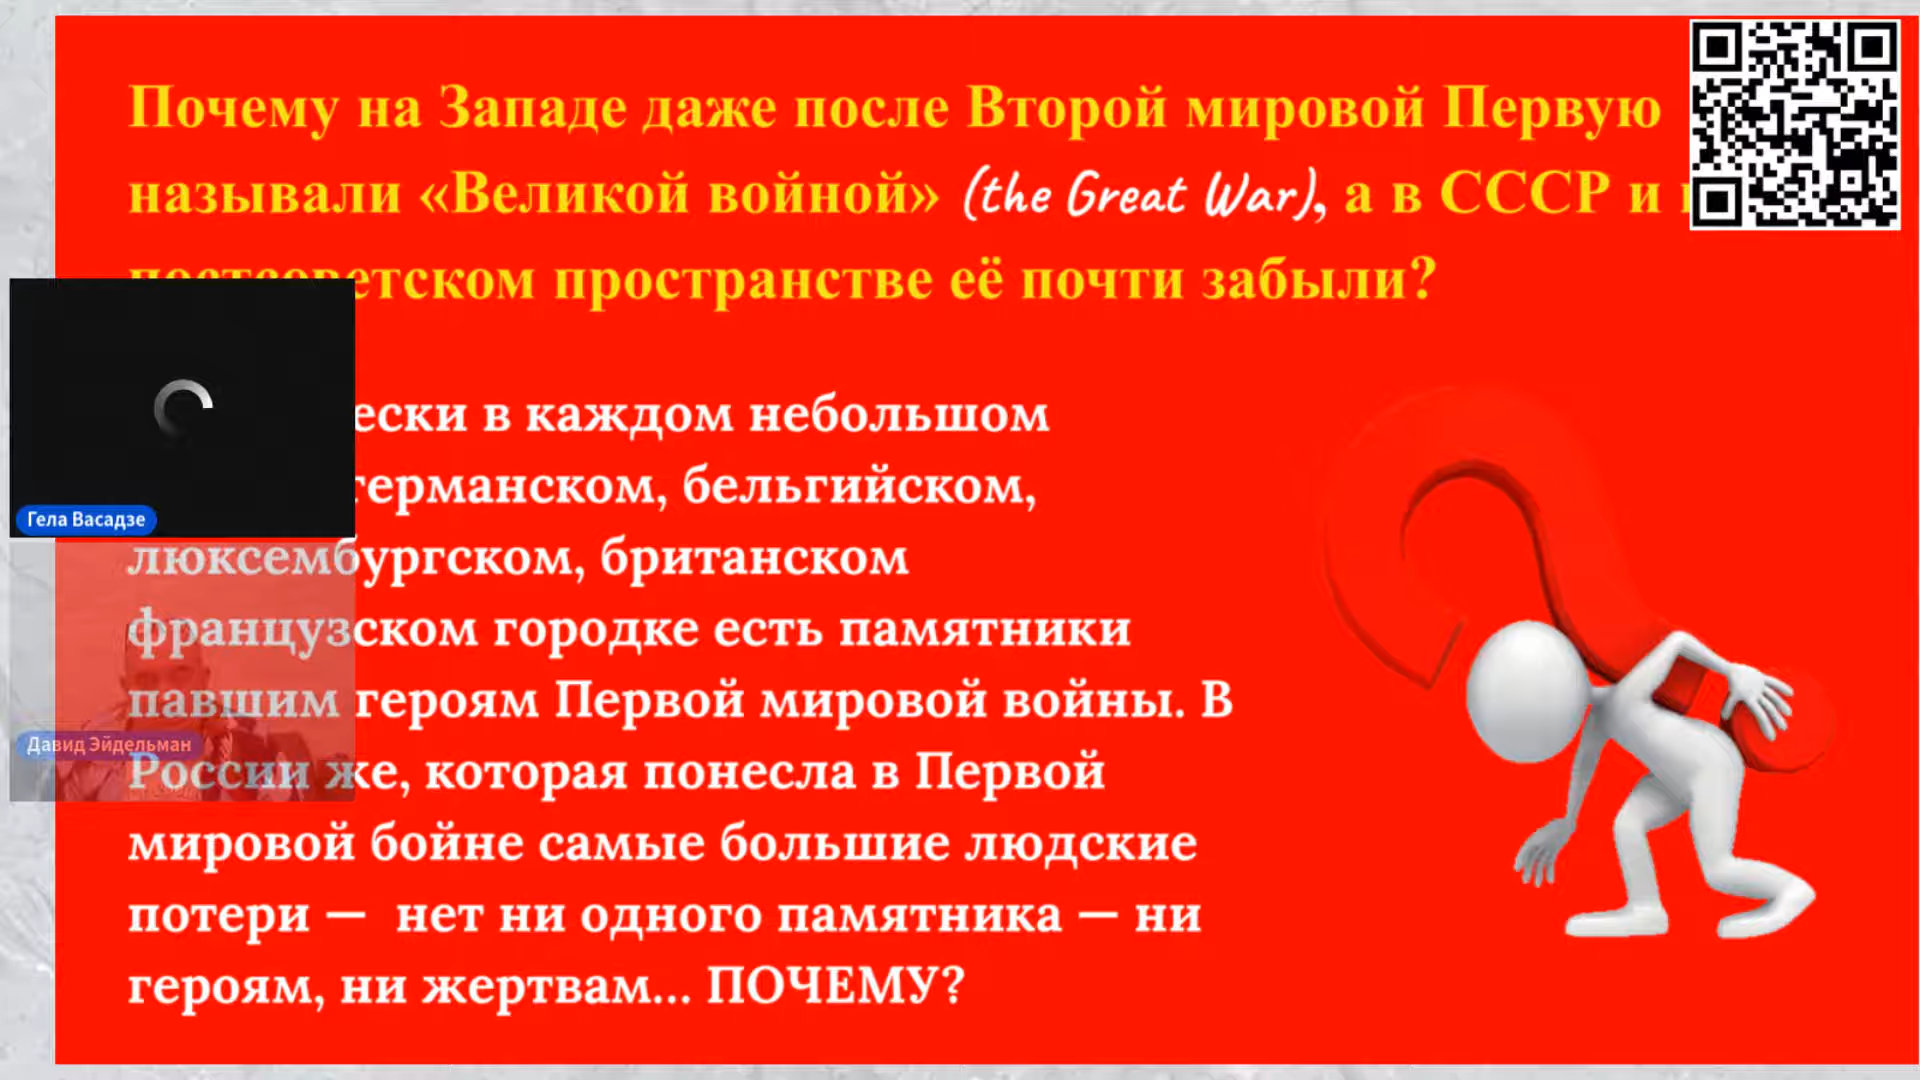 Почему на Западе даже после Второй мировой Первую
называли «Великой войной» (the Great War), а в СССР и
постсоветском пространстве её почти забыли?
в каждом небольшом
германском, бельгийском,
Гела Васадзе
люксембургском, британском
французском городке есть памятники
павшим героям Первой мировой войны. В
Давид Эйдельман
России же, которая понесла в Первой
мировой бойне самые большие людские
потери — нет ни одного памятника — ни
героям, ни жертвам... ПОЧЕМУ?